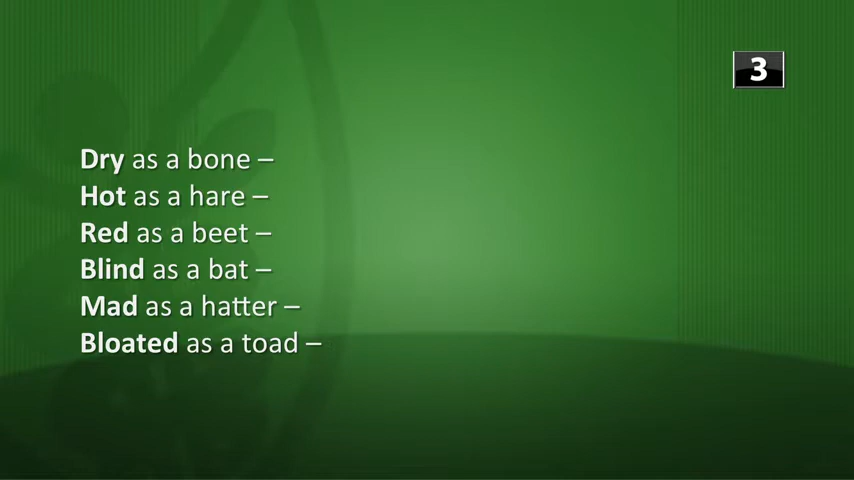 3
Dry as a bone –
Hot as a hare –
Red as a beet –
Blind as a bat –
Mad as a hatter –
Bloated as a toad –